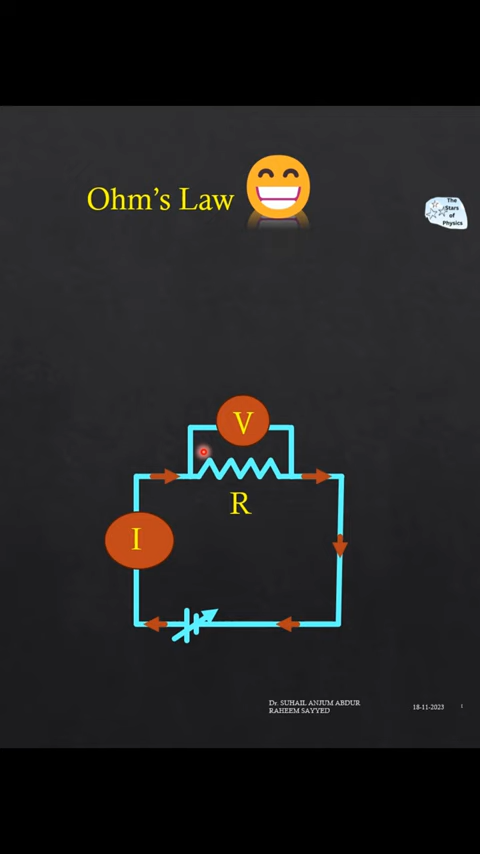 Ohm's Law
The
Stars
of
Physics
V
R
I
Dr. SUHAIL ANJUM ABDUR
RAHEEM SAYYED
18-11-2023
1